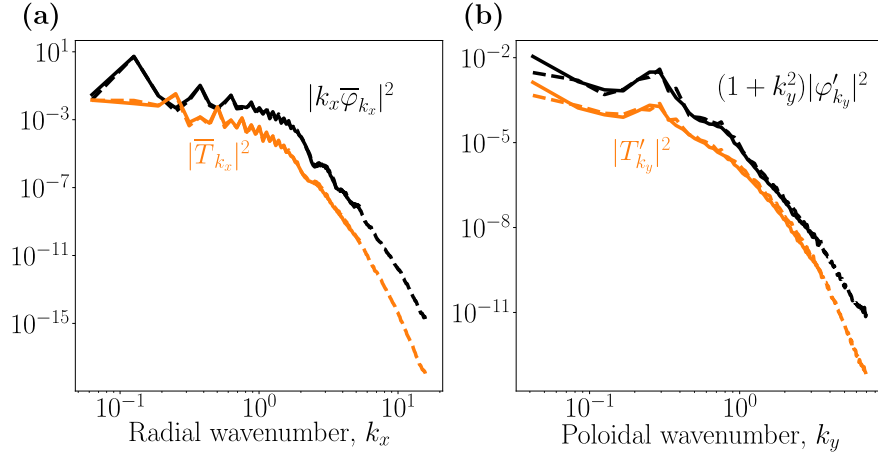 (a)
10^1
10^{-3}
10^{-7}
10^{-11}
10^{-15}
|k_x \overline{φ}_{k_x}|^2
|\overline{T}_{k_x}|^2
10^{-1} 10^0 10^1
Radial wavenumber, k_x
(b)
10^{-2}
10^{-5}
10^{-8}
10^{-11}
(1 + k_y^2)|φ'_{k_y}|^2
|T'_{k_y}|^2
10^{-1} 10^0
Poloidal wavenumber, k_y